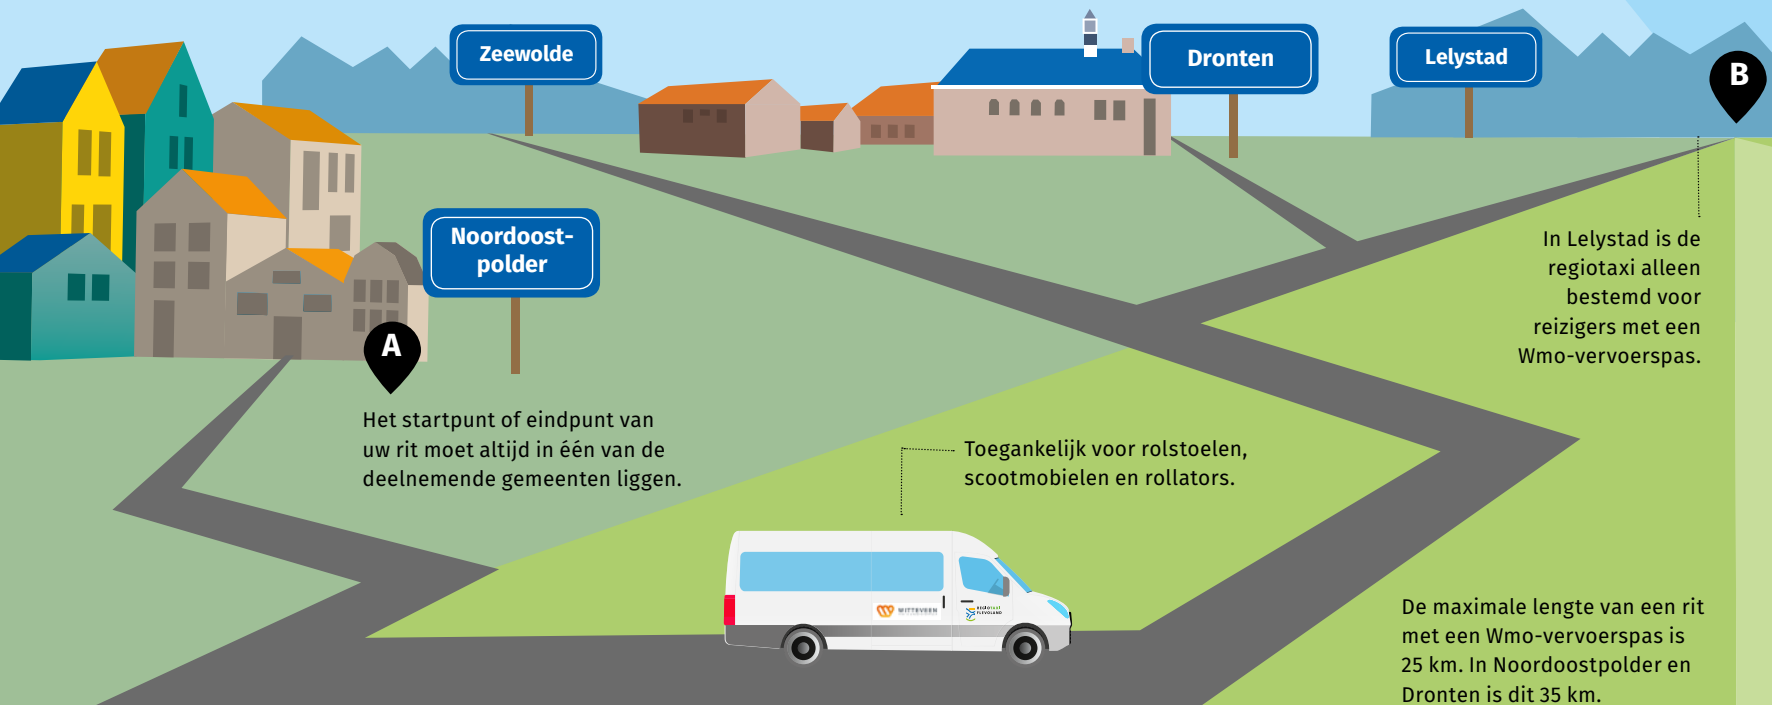 Zeewolde
Dronten
Lelystad
B
Noordoost-
polder
In Lelystad is de
regiotaxi alleen
bestemd voor
reizigers met een
Wmo-vervoerspas.
A
Het startpunt of eindpunt van
uw rit moet altijd in één van de
deelnemende gemeenten liggen.
Toegankelijk voor rolstoelen,
scootmobielen en rollators.
WITTEVEEN
REGIOTAXI
FLEVOLAND
De maximale lengte van een rit
met een Wmo-vervoerspas is
25 km. In Noordoostpolder en
Dronten is dit 35 km.